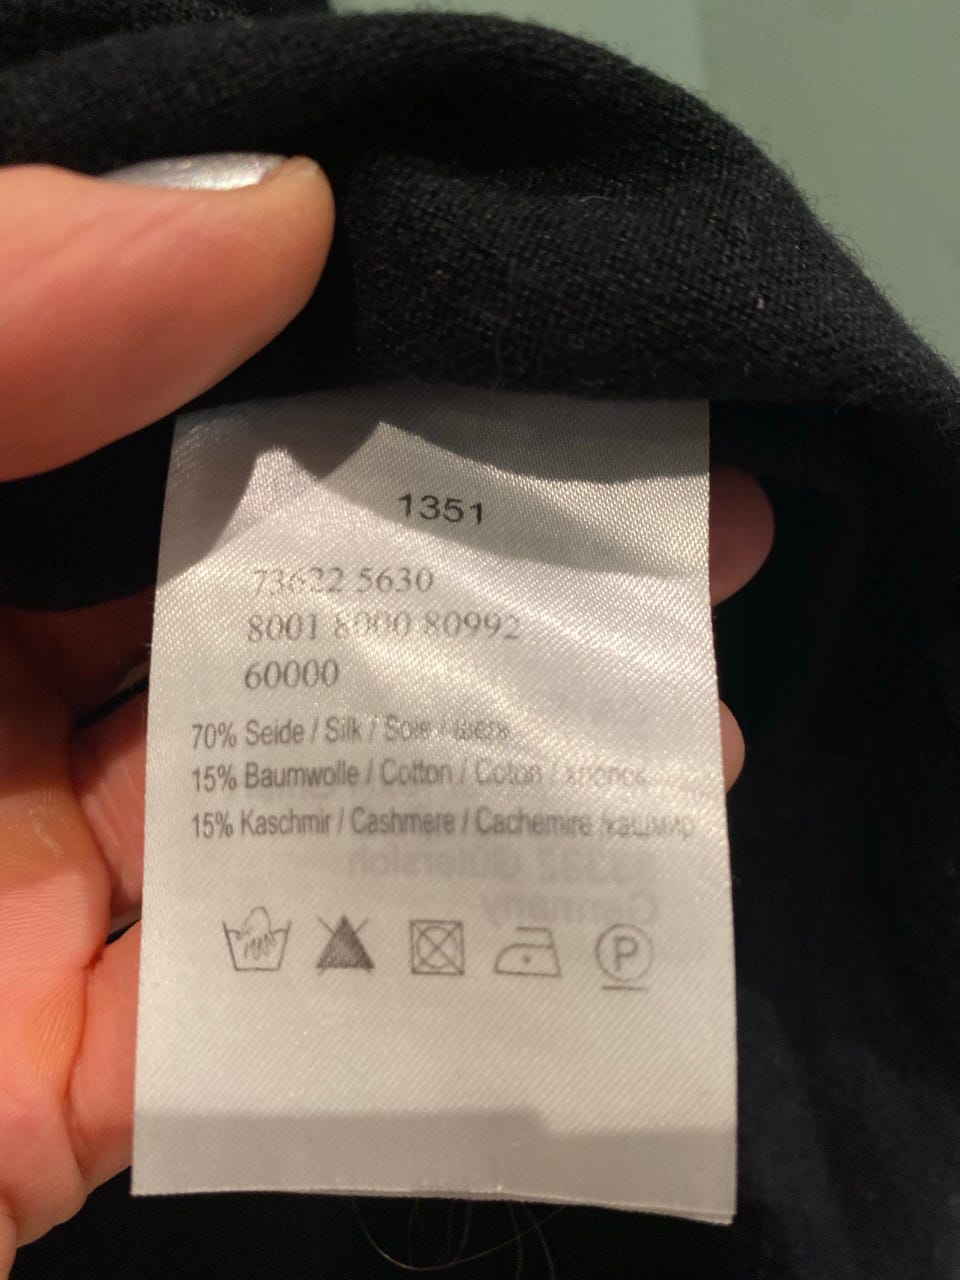 1351
73622 5630
8001 8000 80992
60000
70% Seide / Silk / Soie /
15% Baumwolle / Cotton / Coton / хлопок
15% Kaschmir / Cashmere / Cachemire кашмир
P
Germany